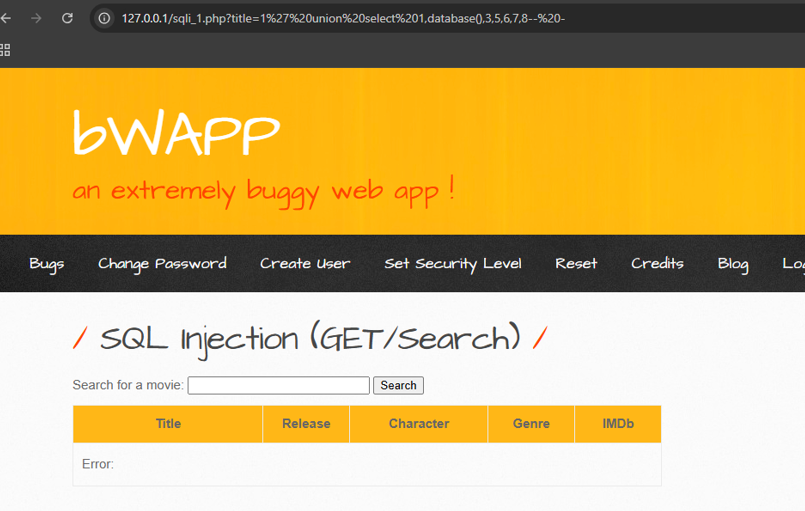 127.0.0.1/sqli_1.php?title=1%27%20union%20select%201,database(),3,5,6,7,8--%20-
bWAPP
an extremely buggy web app !
Bugs Change Password Create User Set Security Level Reset Credits Blog
/ SQL Injection (GET/Search) /
Search for a movie: Search
Title Release Character Genre IMDb
Error: